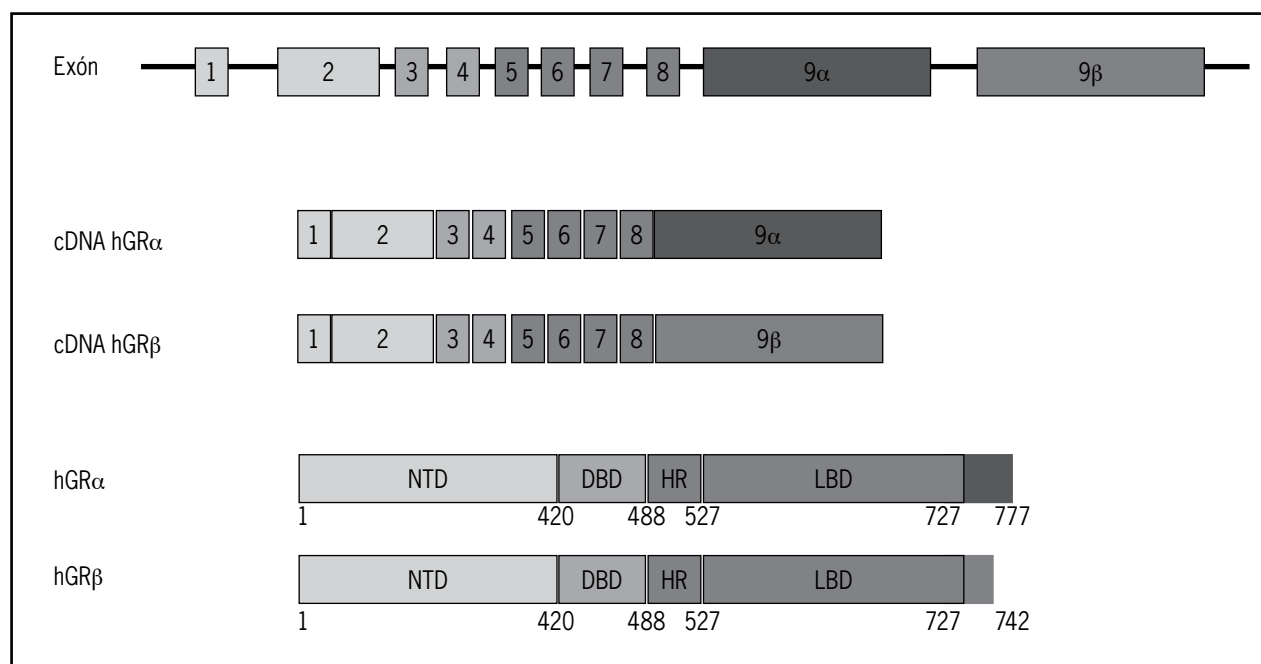 Exón 1 2 3 4 5 6 7 8 9α 9β
cDNA hGRα 1 2 3 4 5 6 7 8 9α
cDNA hGRβ 1 2 3 4 5 6 7 8 9β
hGRα NTD DBD HR LBD
1 420 488 527 727 777
hGRβ NTD DBD HR LBD
1 420 488 527 727 742